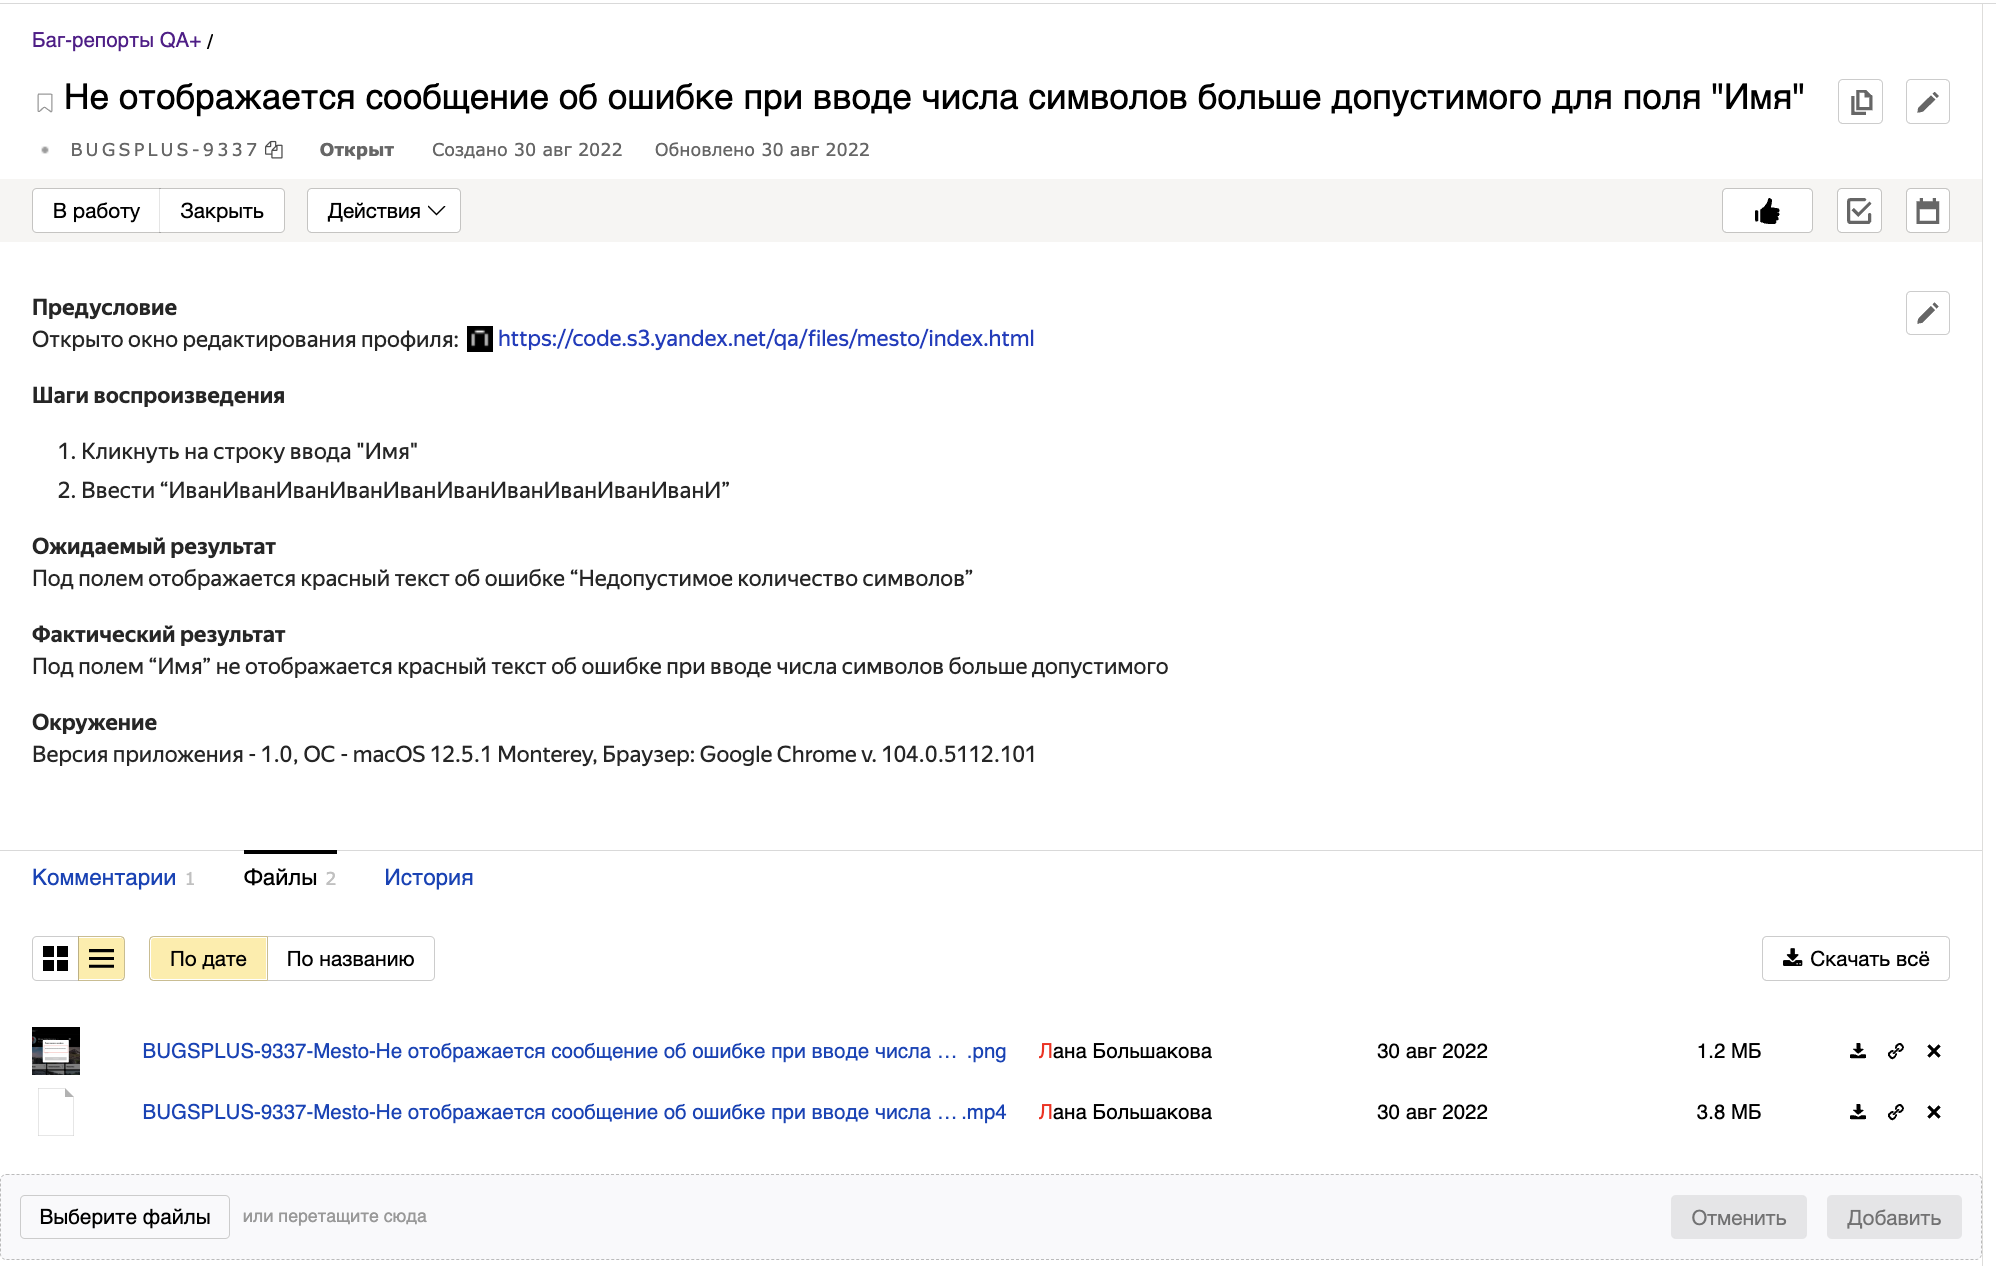 Баг-репорты QA+ /
Не отображается сообщение об ошибке при вводе числа символов больше допустимого для поля "Имя"
BUGSPLUS-9337 Открыт Создано 30 авг 2022 Обновлено 30 авг 2022
В работу Закрыть Действия
Предусловие
Открыто окно редактирования профиля: https://code.s3.yandex.net/qa/files/mesto/index.html
Шаги воспроизведения
1. Кликнуть на строку ввода "Имя"
2. Ввести “ИванИванИванИванИванИванИванИванИванИванИ”
Ожидаемый результат
Под полем отображается красный текст об ошибке “Недопустимое количество символов”
Фактический результат
Под полем “Имя” не отображается красный текст об ошибке при вводе числа символов больше допустимого
Окружение
Версия приложения - 1.0, ОС - macOS 12.5.1 Monterey, Браузер: Google Chrome v. 104.0.5112.101
Комментарии 1 Файлы 2 История
По дате По названию Скачать всё
BUGSPLUS-9337-Mesto-Не отображается сообщение об ошибке при вводе числа … .png Лана Большакова 30 авг 2022 1.2 МБ
BUGSPLUS-9337-Mesto-Не отображается сообщение об ошибке при вводе числа … .mp4 Лана Большакова 30 авг 2022 3.8 МБ
Выберите файлы или перетащите сюда Отменить Добавить